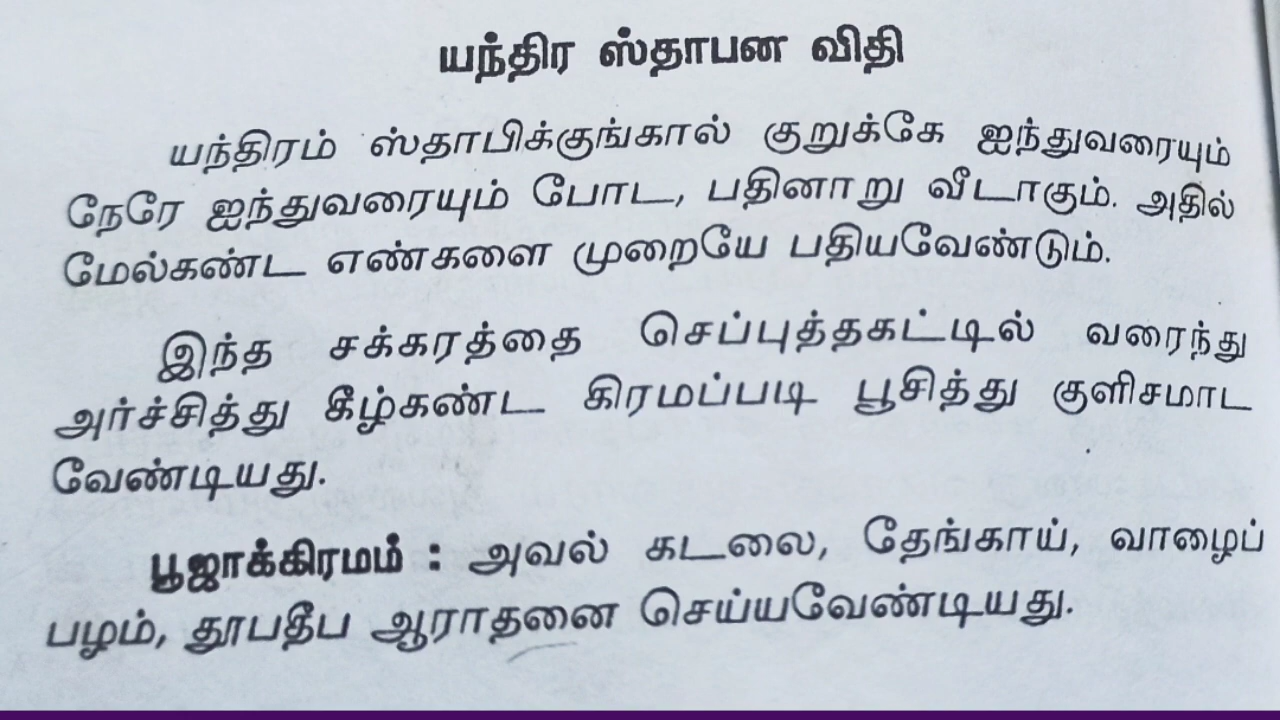 யந்திர ஸ்தாபன விதி
யந்திரம் ஸ்தாபிக்குங்கால் குறுக்கே ஐந்துவரையும்
நேரே ஐந்துவரையும் போட, பதினாறு வீடாகும். அதில்
மேல்கண்ட எண்களை முறையே பதியவேண்டும்.
இந்த சக்கரத்தை செப்புத்தகட்டில் வரைந்து
அர்ச்சித்து கீழ்கண்ட கிரமப்படி பூசித்து குளிசமாட
வேண்டியது.
பூஜாக்கிரமம் : அவல் கடலை, தேங்காய், வாழைப்
பழம், தூபதீப ஆராதனை செய்யவேண்டியது.